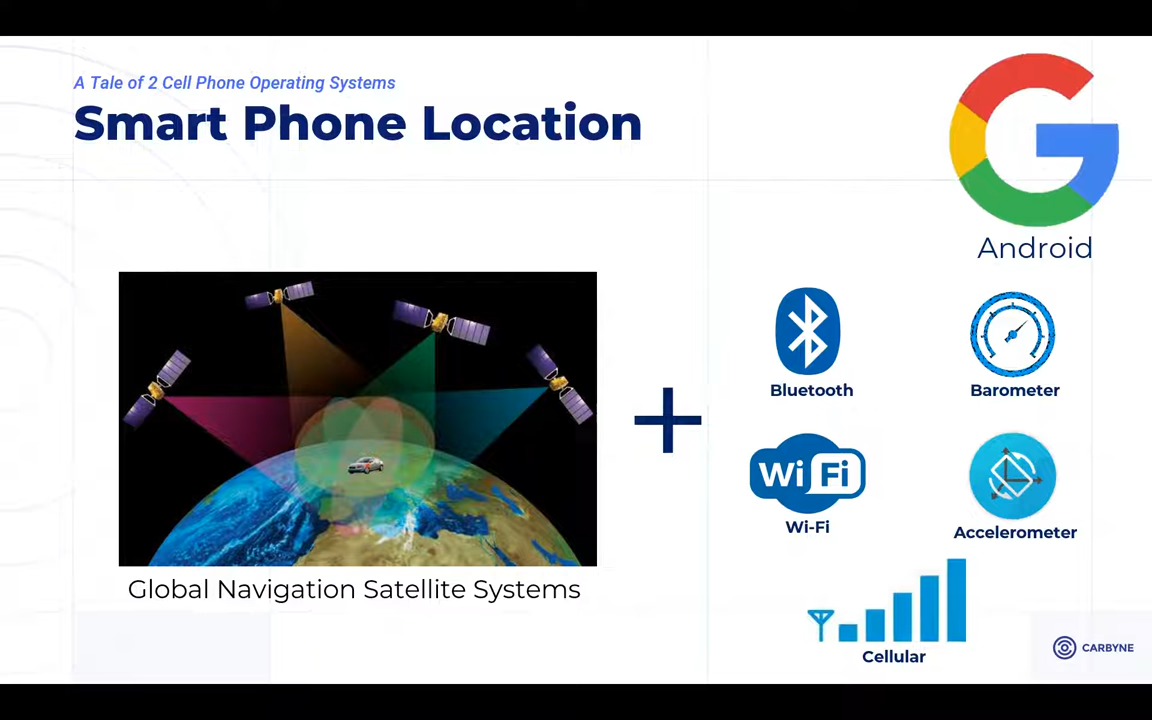 A Tale of 2 Cell Phone Operating Systems
Smart Phone Location
Android
Bluetooth
Barometer
Wi Fi
Wi-Fi
Accelerometer
Global Navigation Satellite Systems
Cellular
CARBYNE